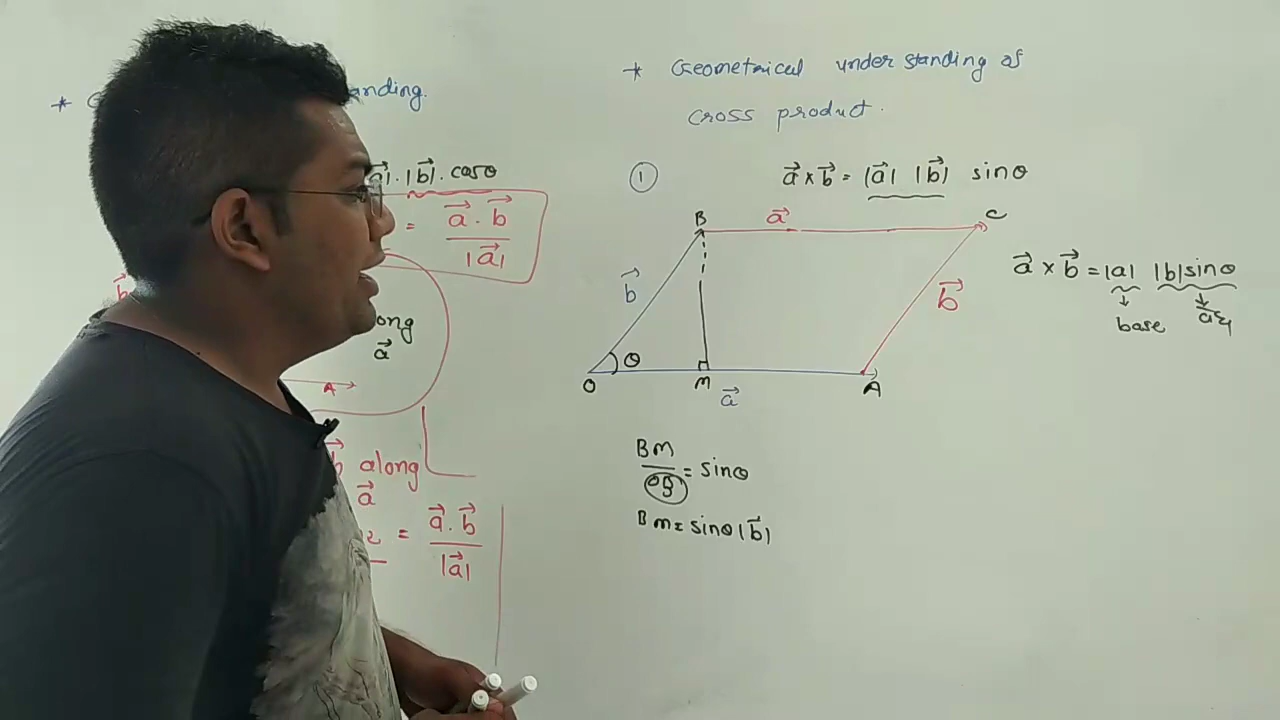 * G anding.
|a⃗|.|b⃗|.cosθ
= a⃗.b⃗
|a⃗|
b⃗
ong
a⃗
A
b⃗ along
a⃗
= a⃗.b⃗
|a⃗|
* Geometrical under standing of
cross product.
① a⃗×b⃗ = |a⃗| |b⃗| sinθ
B a⃗ C
b⃗ b⃗
θ
O M A
a⃗
BM
OB = sinθ
BM = sinθ|b⃗|
a⃗×b⃗ = |a| |b|sinθ
base